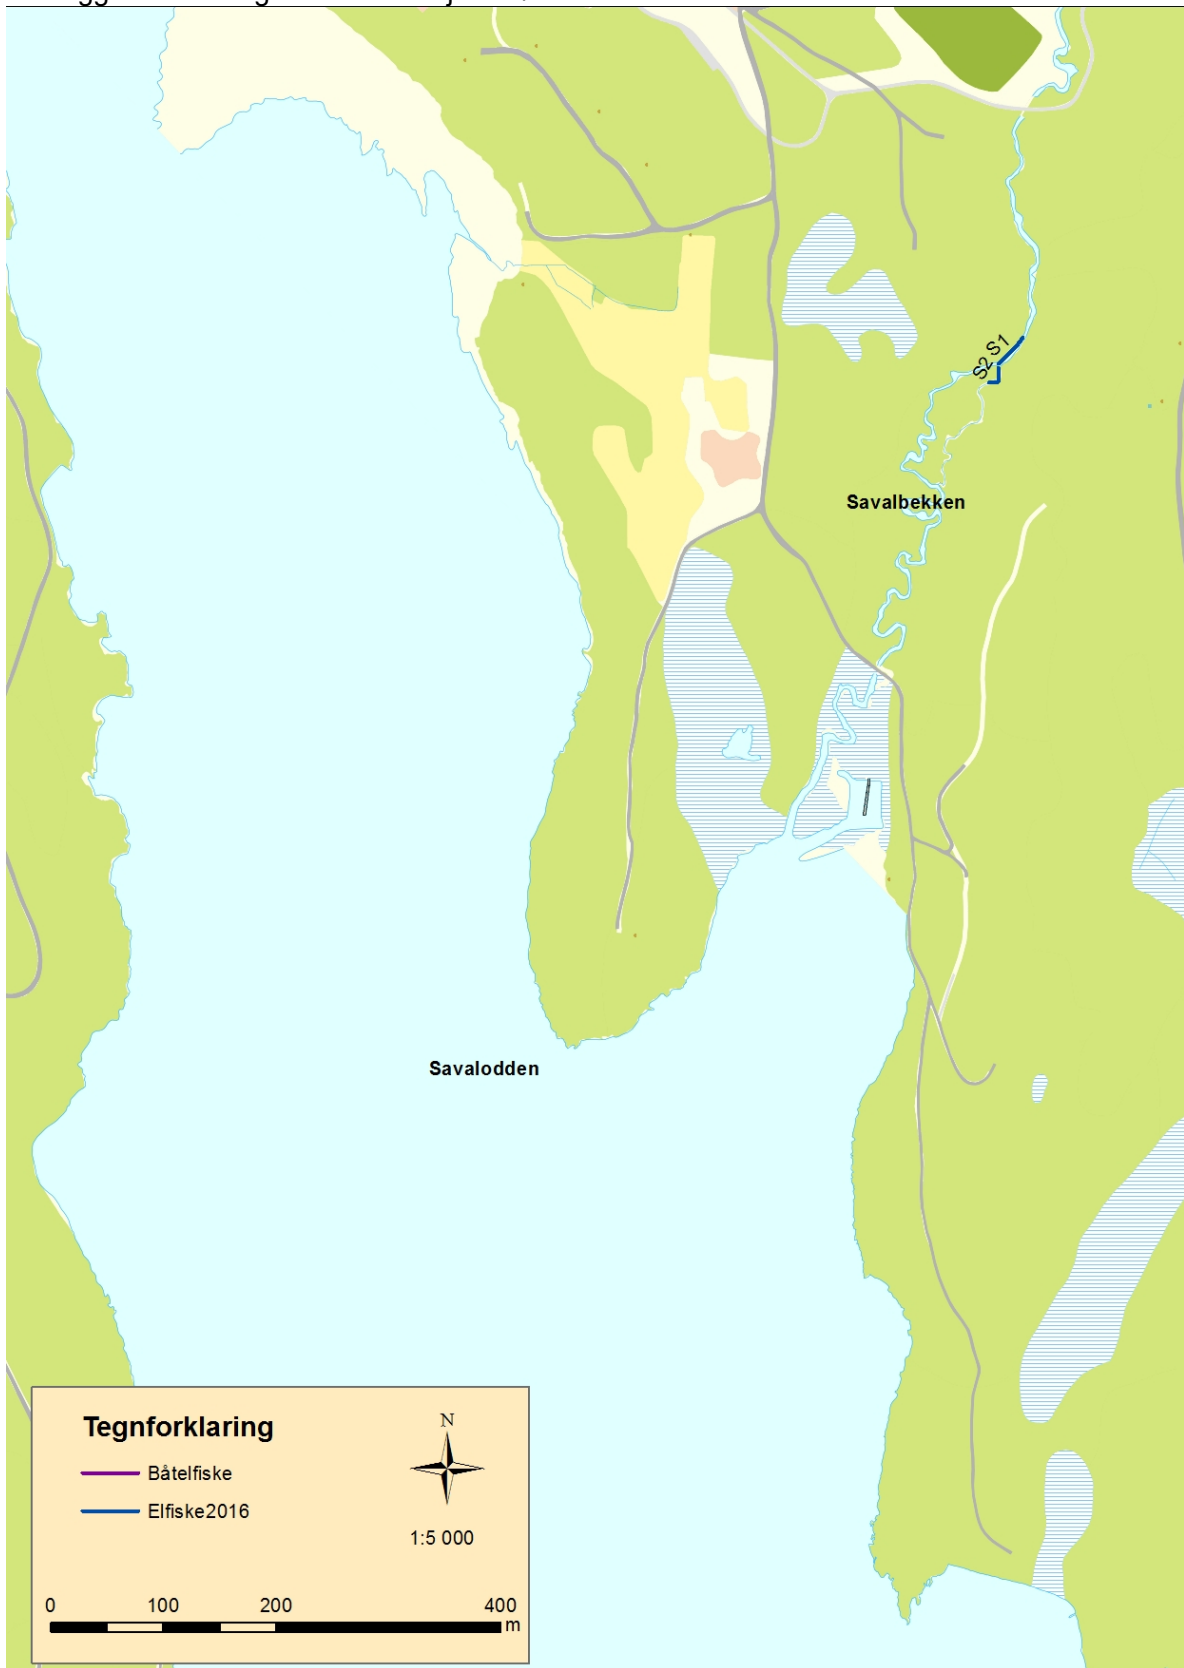 S1
S2
Savalbekken
Savalodden
Tegnforklaring
N
Båtelfiske
Elfiske2016
1:5 000
0 100 200 400
m